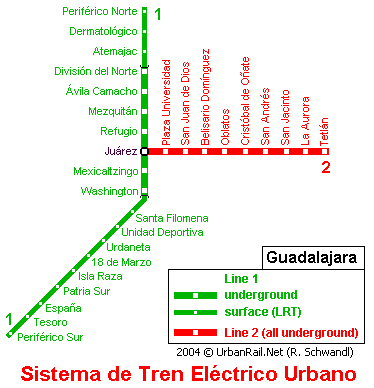 Periférico Norte
1
Dermatológico
Atemajac
División del Norte
Ávila Camacho
Mezquitán
Refugio
Juárez
Plaza Universidad
San Juan de Dios
Belisario Domínguez
Oblatos
Cristóbal de Oñate
San Andrés
San Jacinto
La Aurora
Tetlán
2
Mexicaltzingo
Washington
Santa Filomena
Unidad Deportiva
Urdaneta
18 de Marzo
Isla Raza
Patria Sur
España
Tesoro
Periférico Sur
1
Guadalajara
Line 1
underground
surface (LRT)
Line 2 (all underground)
2004 © UrbanRail.Net (R. Schwandl)
Sistema de Tren Eléctrico Urbano